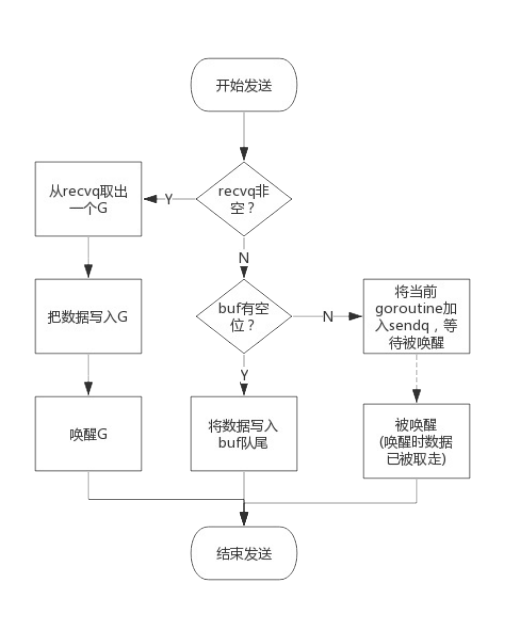 开始发送
从recvq取出
一个G
Y
recvq非
空？
N
把数据写入G
buf有空
位？
N
将当前
goroutine加
入sendq，等
待被唤醒
Y
唤醒G
将数据写入
buf队尾
被唤醒
(唤醒时数据
已被取走)
结束发送